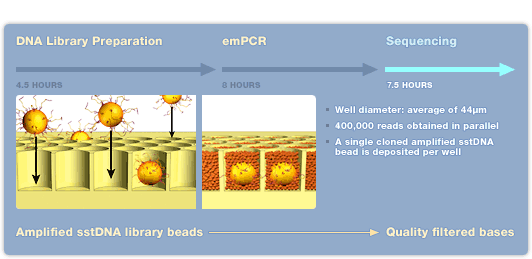 DNA Library Preparation
emPCR
Sequencing
4.5 HOURS
8 HOURS
7.5 HOURS
Well diameter: average of 44µm
400,000 reads obtained in parallel
A single cloned amplified sstDNA
bead is deposited per well
Amplified sstDNA library beads
Quality filtered bases